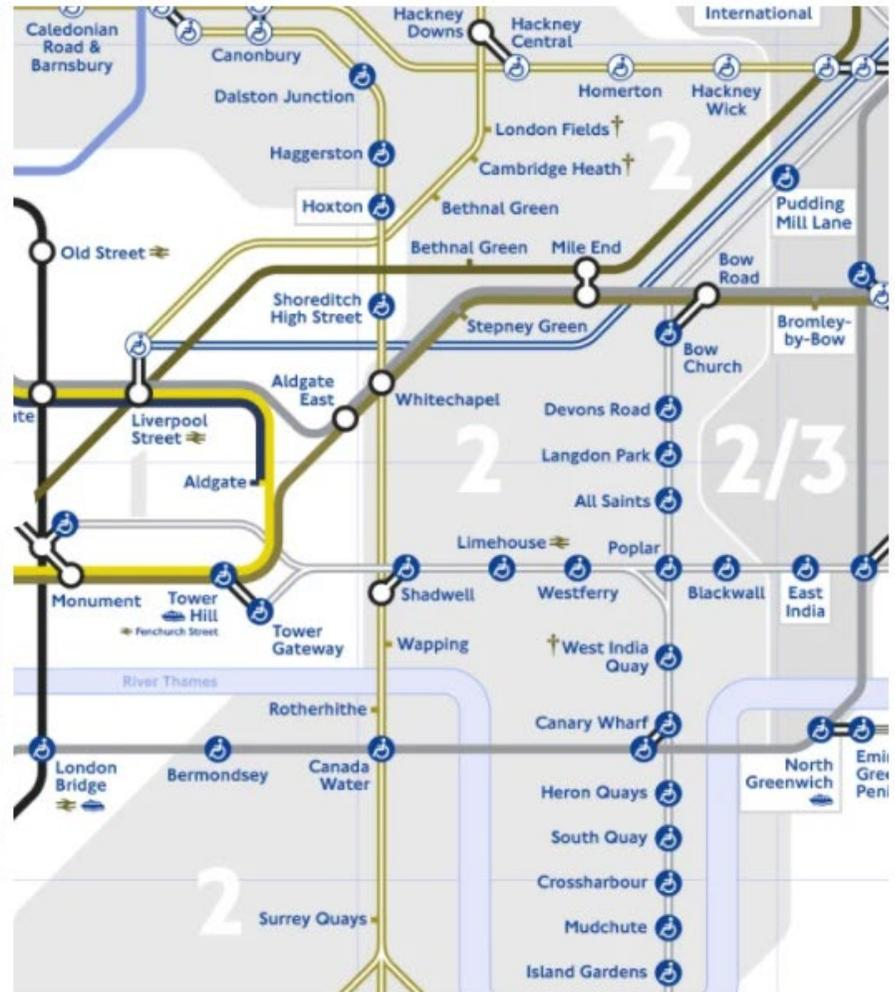 Caledonian
Road &
Barnsbury
Canonbury
Hackney
Downs
Hackney
Central
International
Dalston Junction
Homerton
Hackney
Wick
London Fields†
2
Haggerston
Cambridge Heath†
Pudding
Mill Lane
Hoxton
Bethnal Green
Old Street
Bethnal Green
Mile End
Bow
Road
Shoreditch
High Street
Stepney Green
Bromley-
by-Bow
Bow
Church
Aldgate
East
Whitechapel
ate
Liverpool
Street
Devons Road
Langdon Park
2
2/3
1
Aldgate
All Saints
Limehouse
Poplar
Monument
Tower
Hill
Fenchurch Street
Tower
Gateway
Shadwell
Westferry
Blackwall
East
India
Wapping
†West India
Quay
River Thames
Rotherhithe
Canary Wharf
London
Bridge
Bermondsey
Canada
Water
North
Greenwich
Emi
Gree
Peni
Heron Quays
South Quay
2
Crossharbour
Surrey Quays
Mudchute
Island Gardens